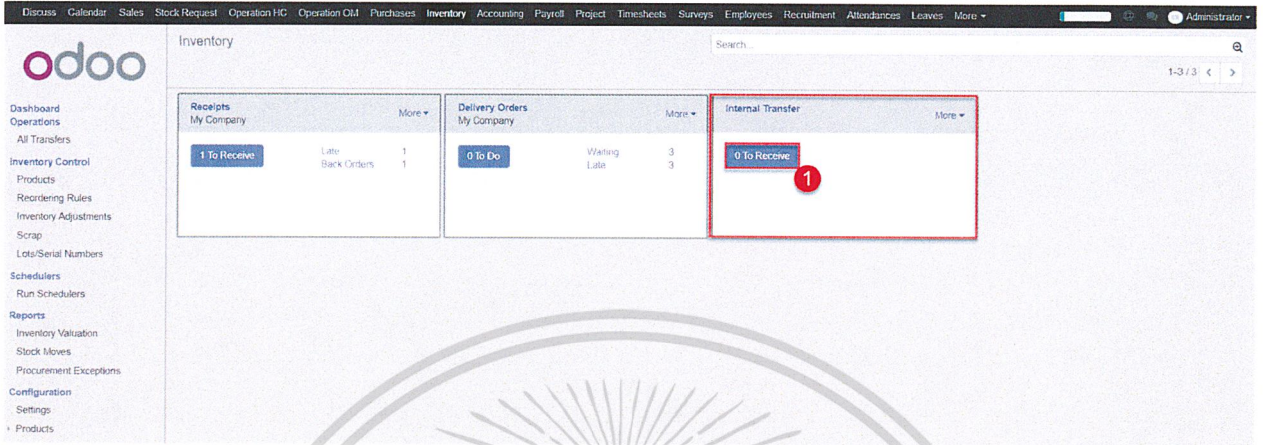 Discuss Calendar Sales Stock Request Operation HC Operation OM Purchases Inventory Accounting Payroll Project Timesheets Surveys Employees Recruitment Attendances Leaves More Administrator
odoo
Inventory
Search...
1-3 / 3
Dashboard
Operations
All Transfers
Inventory Control
Products
Reordering Rules
Inventory Adjustments
Scrap
Lots/Serial Numbers
Schedulers
Run Schedulers
Reports
Inventory Valuation
Stock Moves
Procurement Exceptions
Configuration
Settings
Products
Receipts
My Company
More
1 To Receive
Late 1
Back Orders 1
Delivery Orders
My Company
More
0 To Do
Waiting 3
Late 3
Internal Transfer
More
0 To Receive
1